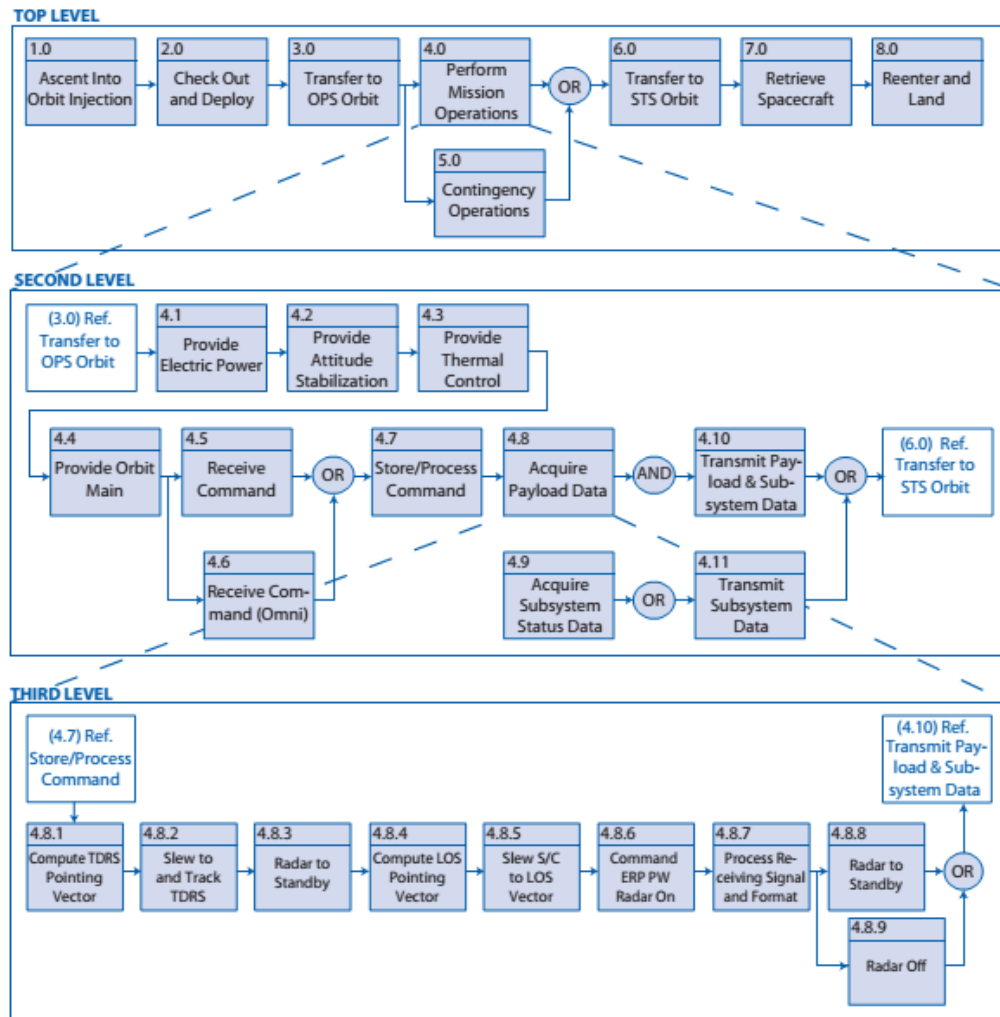 TOP LEVEL
1.0
Ascent Into
Orbit Injection
2.0
Check Out
and Deploy
3.0
Transfer to
OPS Orbit
4.0
Perform
Mission
Operations
OR
6.0
Transfer to
STS Orbit
7.0
Retrieve
Spacecraft
8.0
Reenter and
Land
5.0
Contingency
Operations
SECOND LEVEL
(3.0) Ref.
Transfer to
OPS Orbit
4.1
Provide
Electric Power
4.2
Provide
Attitude
Stabilization
4.3
Provide
Thermal
Control
4.4
Provide Orbit
Main
4.5
Receive
Command
OR
4.7
Store/Process
Command
4.8
Acquire
Payload Data
AND
4.10
Transmit Pay-
load & Sub-
system Data
OR
(6.0) Ref.
Transfer to
STS Orbit
4.6
Receive Com-
mand (Omni)
4.9
Acquire
Subsystem
Status Data
OR
4.11
Transmit
Subsystem
Data
THIRD LEVEL
(4.7) Ref.
Store/Process
Command
(4.10) Ref.
Transmit Pay-
load & Sub-
system Data
4.8.1
Compute TDRS
Pointing
Vector
4.8.2
Slew to
and Track
TDRS
4.8.3
Radar to
Standby
4.8.4
Compute LOS
Pointing
Vector
4.8.5
Slew S/C
to LOS
Vector
4.8.6
Command
ERP PW
Radar On
4.8.7
Process Re-
ceiving Signal
and Format
4.8.8
Radar to
Standby
OR
4.8.9
Radar Off